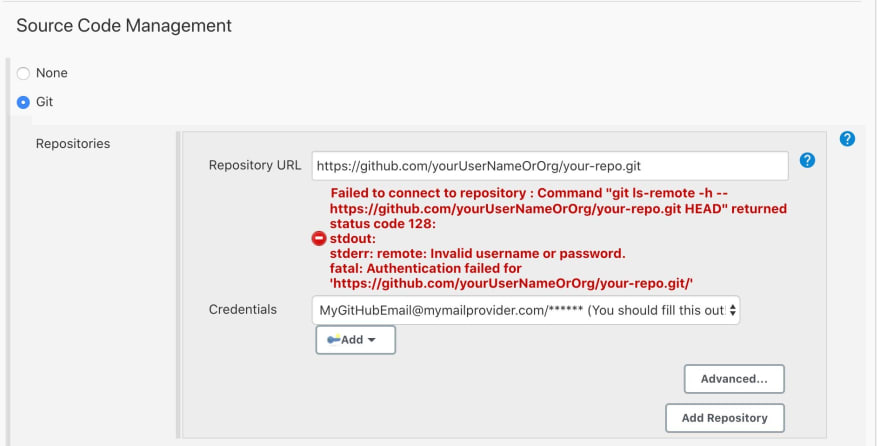 Source Code Management
None
Git
Repositories
Repository URL
https://github.com/yourUserNameOrOrg/your-repo.git
Failed to connect to repository : Command "git ls-remote -h --
https://github.com/yourUserNameOrOrg/your-repo.git HEAD" returned
status code 128:
stdout:
stderr: remote: Invalid username or password.
fatal: Authentication failed for
'https://github.com/yourUserNameOrOrg/your-repo.git/'
Credentials
MyGitHubEmail@mymailprovider.com/****** (You should fill this out
Add
Advanced...
Add Repository